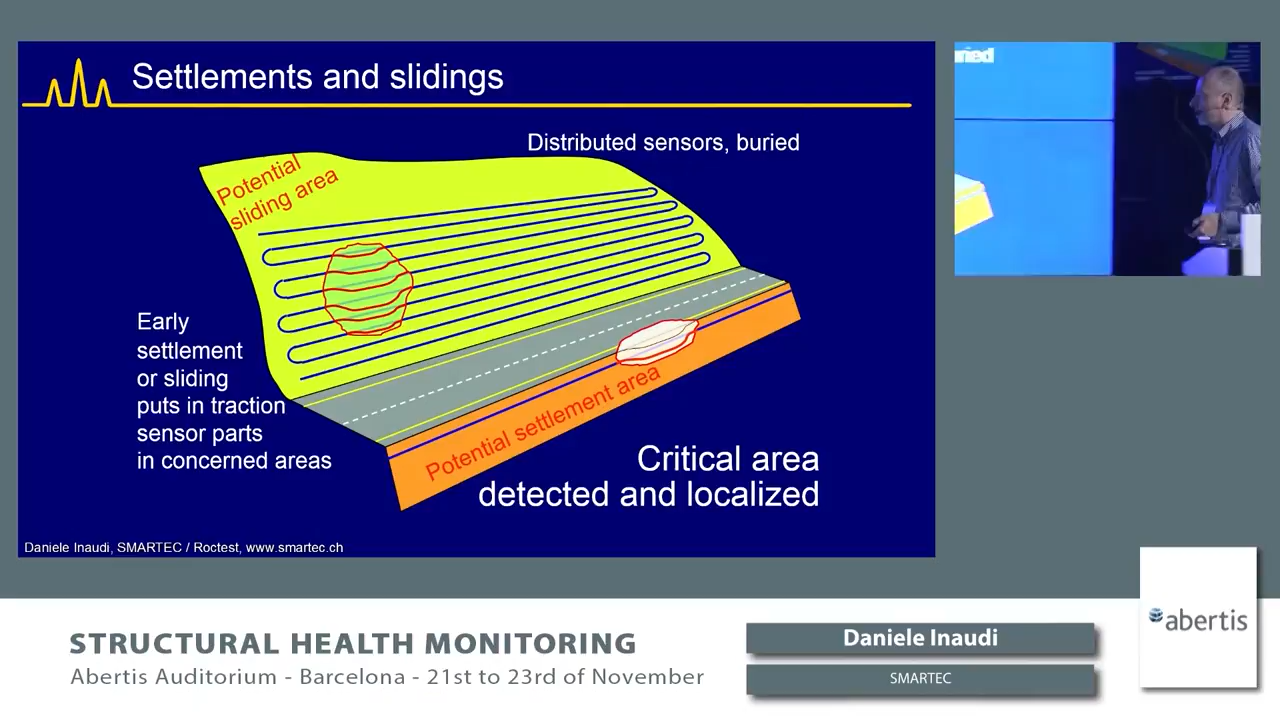 Settlements and slidings
Distributed sensors, buried
Potential
sliding area
Early
settlement
or sliding
puts in traction
sensor parts
in concerned areas
Potential settlement area
Critical area
detected and localized
Daniele Inaudi, SMARTEC / Roctest, www.smartec.ch
STRUCTURAL HEALTH MONITORING
Abertis Auditorium - Barcelona - 21st to 23rd of November
Daniele Inaudi
SMARTEC
abertis